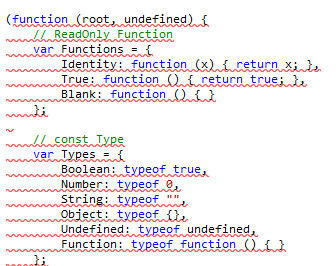 (function (root, undefined) {
    // ReadOnly Function
    var Functions = {
        Identity: function (x) { return x; },
        True: function () { return true; },
        Blank: function () { }
    };

    // const Type
    var Types = {
        Boolean: typeof true,
        Number: typeof 0,
        String: typeof "",
        Object: typeof {},
        Undefined: typeof undefined,
        Function: typeof function () { }
    };